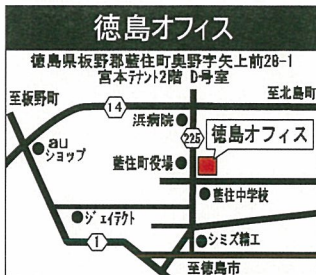 徳島オフィス
徳島県板野郡藍住町奥野字矢上前28-1
宮本テナント2階 D号室
至板野町
至北島町
14
浜病院
225
徳島オフィス
au
ショップ
藍住町役場
藍住中学校
ジェイテクト
1
シミズ精工
至徳島市